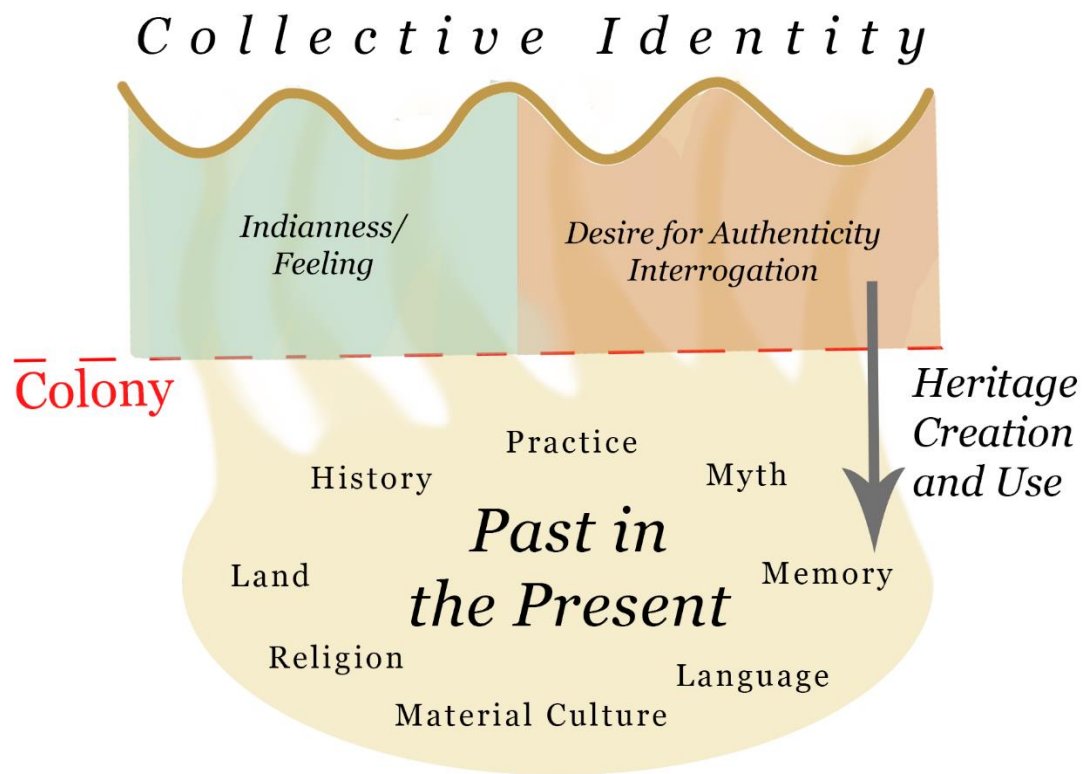 Collective Identity
Indianness/
Feeling
Desire for Authenticity
Interrogation
Colony
Heritage
Creation
and Use
Practice
History
Myth
Past in
the Present
Land
Memory
Religion
Language
Material Culture